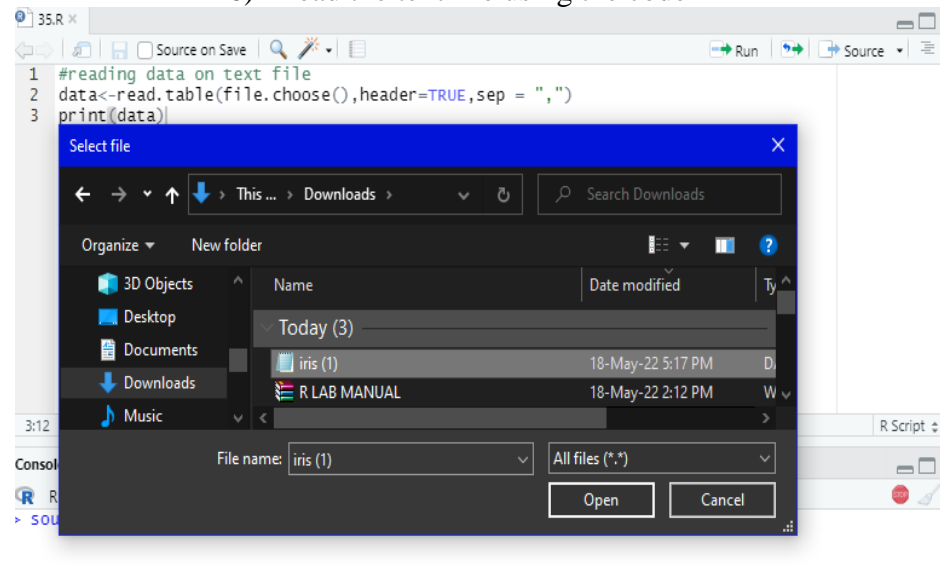 35.R
Source on Save
Run
Source
1 #reading data on text file
2 data<-read.table(file.choose(),header=TRUE,sep = ",")
3 print(data)
Select file
This ... > Downloads >
Search Downloads
Organize
New folder
3D Objects
Desktop
Documents
Downloads
Music
Name
Date modified
Ty
Today (3)
iris (1) 18-May-22 5:17 PM
R LAB MANUAL 18-May-22 2:12 PM W
File name: iris (1)
All files (*.*)
Open
Cancel
3:12
R Script
Consol
R
> sou